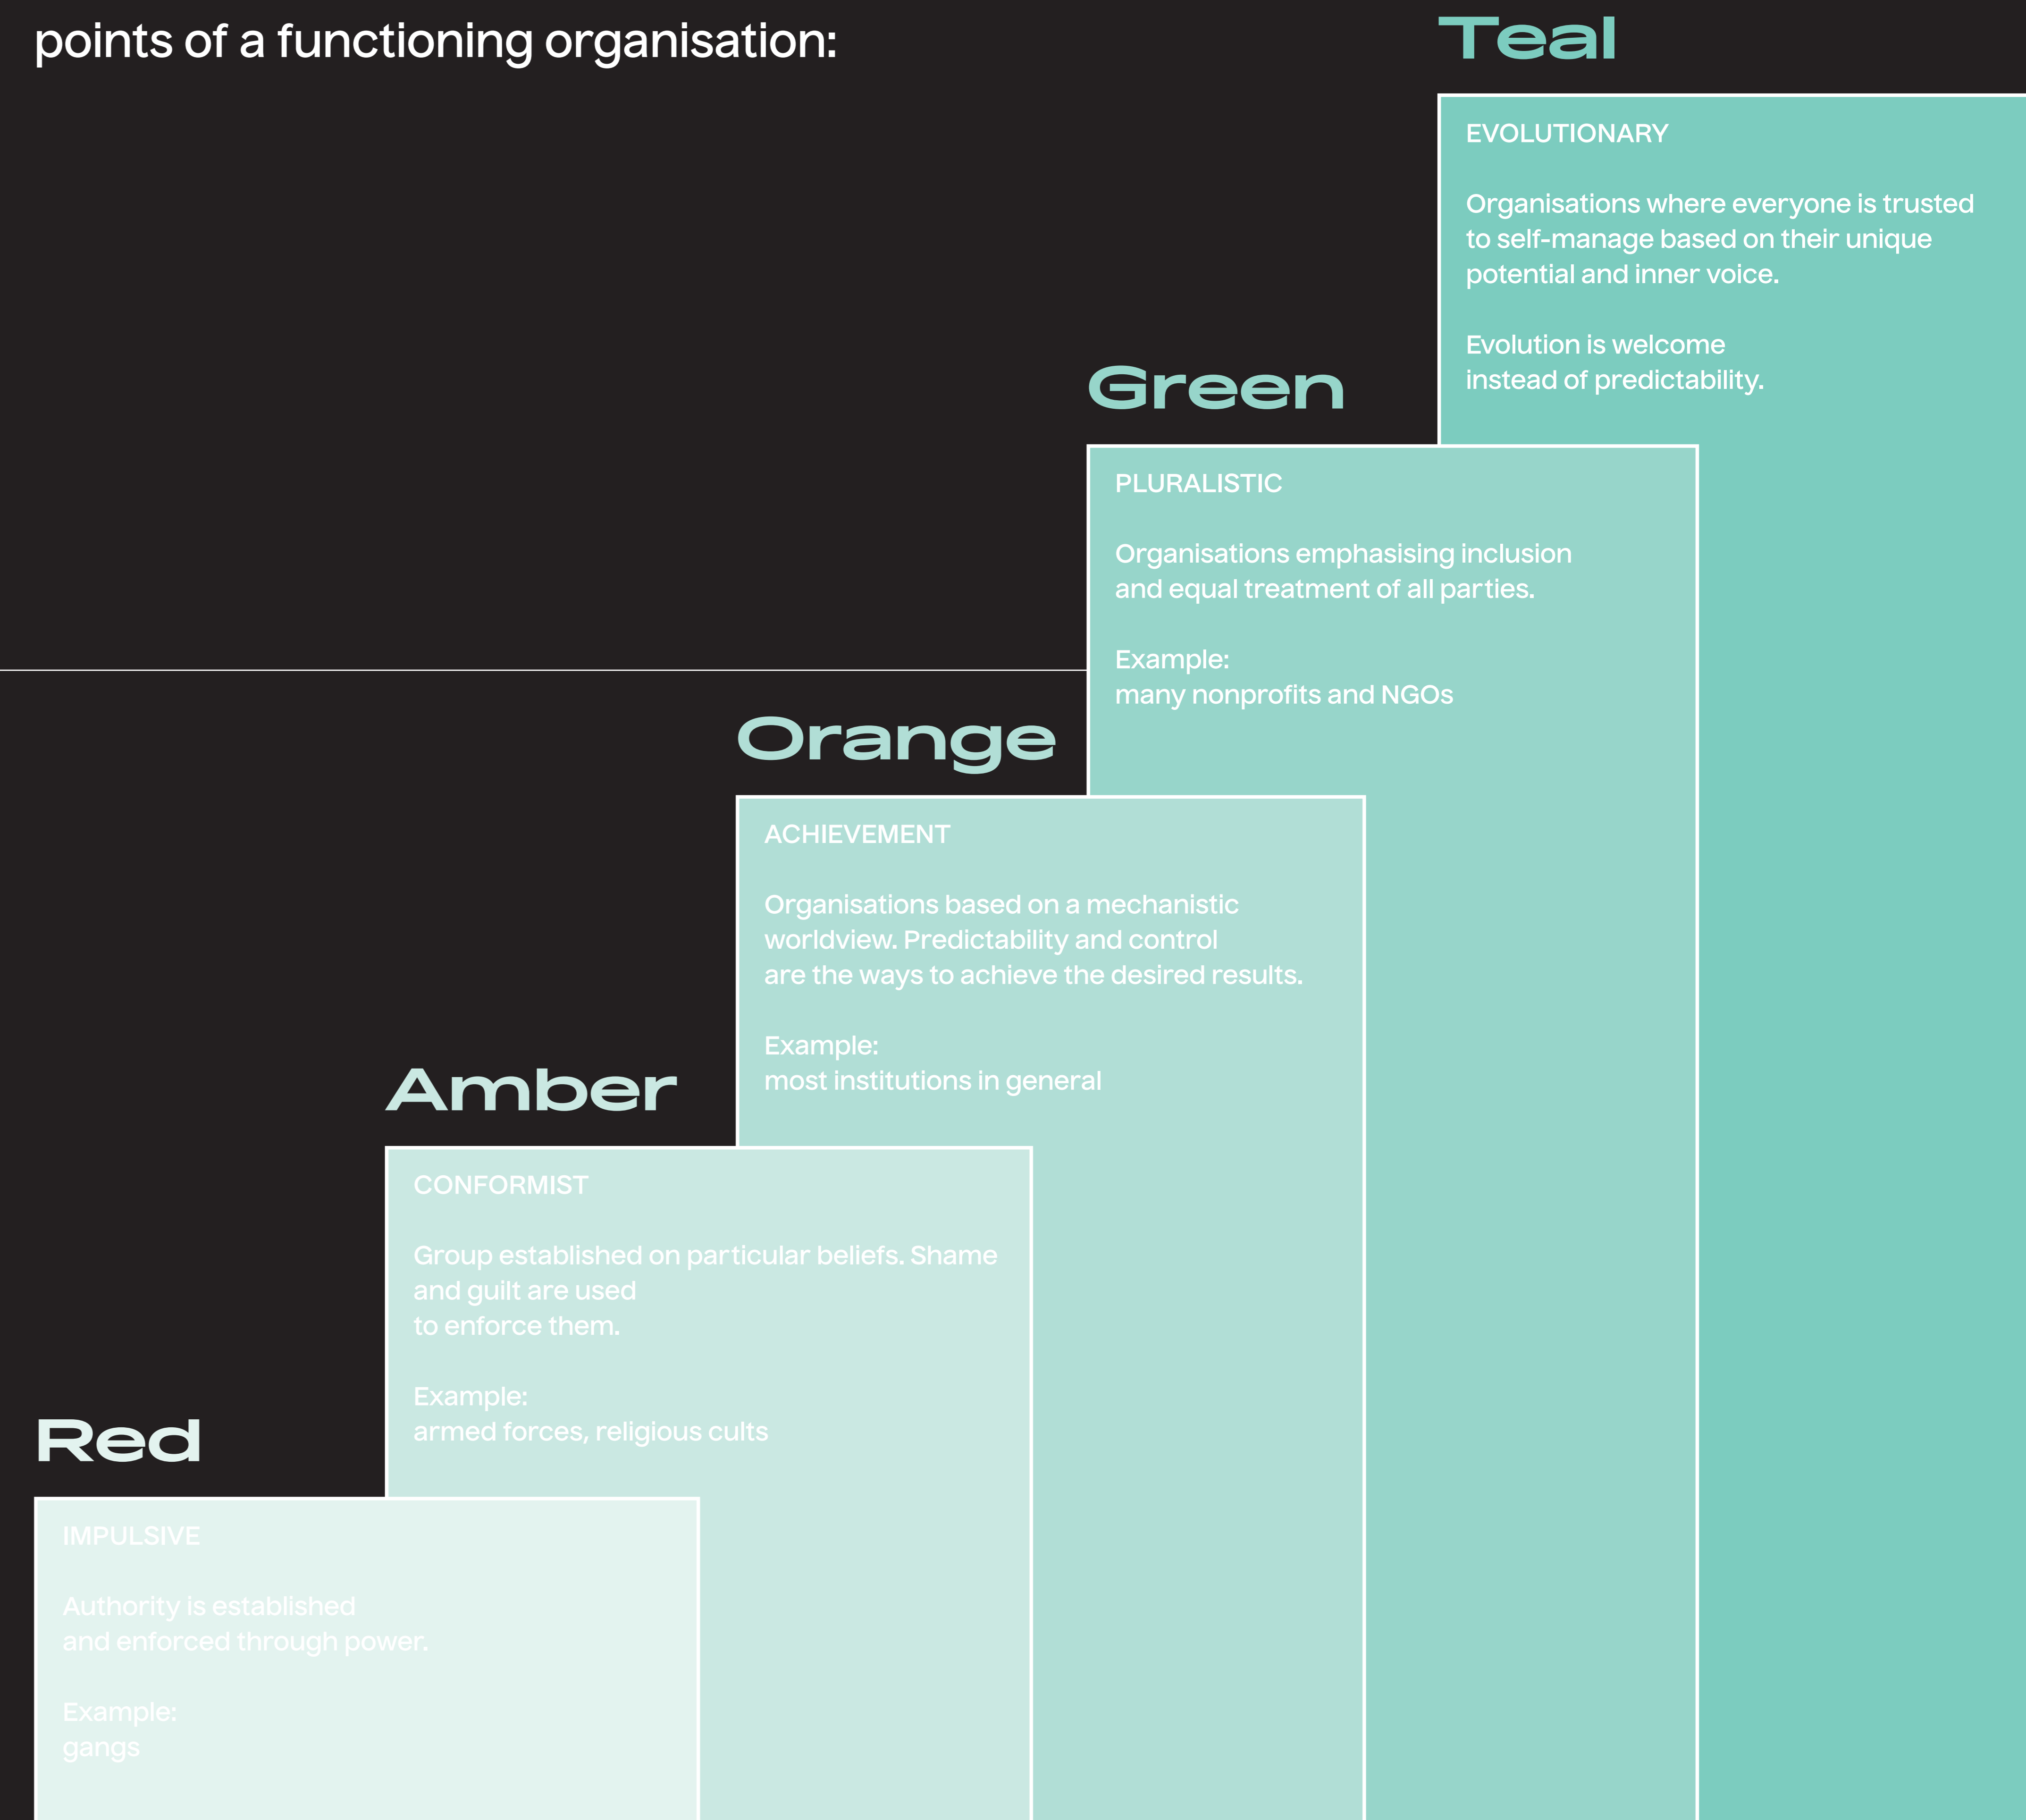 points of a functioning organisation:
Teal
EVOLUTIONARY
Organisations where everyone is trusted
to self-manage based on their unique
potential and inner voice.
Evolution is welcome
instead of predictability.
Green
PLURALISTIC
Organisations emphasising inclusion
and equal treatment of all parties.
Example:
many nonprofits and NGOs
Orange
ACHIEVEMENT
Organisations based on a mechanistic
worldview. Predictability and control
are the ways to achieve the desired results.
Example:
most institutions in general
Amber
CONFORMIST
Group established on particular beliefs. Shame
and guilt are used
to enforce them.
Example:
armed forces, religious cults
Red
IMPULSIVE
Authority is established
and enforced through power.
Example:
gangs